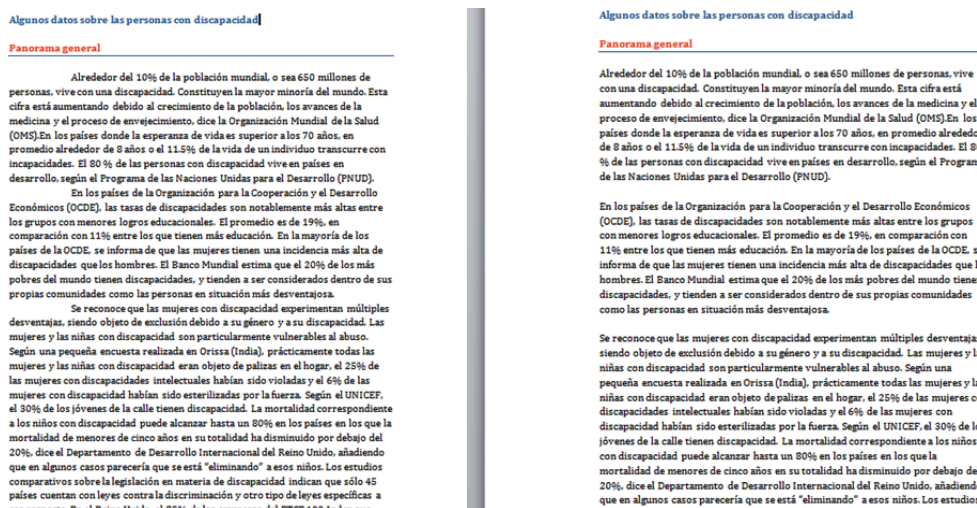 Algunos datos sobre las personas con discapacidad
Panorama general
Alrededor del 10% de la población mundial, o sea 650 millones de
personas, vive con una discapacidad. Constituyen la mayor minoría del mundo. Esta
cifra está aumentando debido al crecimiento de la población, los avances de la
medicina y el proceso de envejecimiento, dice la Organización Mundial de la Salud
(OMS).En los países donde la esperanza de vida es superior a los 70 años, en
promedio alrededor de 8 años o el 11.5% de la vida de un individuo transcurre con
incapacidades. El 80 % de las personas con discapacidad vive en países en
desarrollo, según el Programa de las Naciones Unidas para el Desarrollo (PNUD).
En los países de la Organización para la Cooperación y el Desarrollo
Económicos (OCDE), las tasas de discapacidades son notablemente más altas entre
los grupos con menores logros educacionales. El promedio es de 19%, en
comparación con 11% entre los que tienen más educación. En la mayoría de los
países de la OCDE, se informa de que las mujeres tienen una incidencia más alta de
discapacidades que los hombres. El Banco Mundial estima que el 20% de los más
pobres del mundo tienen discapacidades, y tienden a ser considerados dentro de sus
propias comunidades como las personas en situación más desventajosa.
Se reconoce que las mujeres con discapacidad experimentan múltiples
desventajas, siendo objeto de exclusión debido a su género y a su discapacidad. Las
mujeres y las niñas con discapacidad son particularmente vulnerables al abuso.
Según una pequeña encuesta realizada en Orissa (India), prácticamente todas las
mujeres y las niñas con discapacidad eran objeto de palizas en el hogar, el 25% de
las mujeres con discapacidades intelectuales habían sido violadas y el 6% de las
mujeres con discapacidad habían sido esterilizadas por la fuerza. Según el UNICEF,
el 30% de los jóvenes de la calle tienen discapacidad. La mortalidad correspondiente
a los niños con discapacidad puede alcanzar hasta un 80% en los países en los que la
mortalidad de menores de cinco años en su totalidad ha disminuido por debajo del
20%, dice el Departamento de Desarrollo Internacional del Reino Unido, añadiendo
que en algunos casos parecería que se está "eliminando" a esos niños. Los estudios
comparativos sobre la legislación en materia de discapacidad indican que sólo 45
países cuentan con leyes contra la discriminación y otro tipo de leyes específicas a
Algunos datos sobre las personas con discapacidad
Panorama general
Alrededor del 10% de la población mundial, o sea 650 millones de personas, vive
con una discapacidad. Constituyen la mayor minoría del mundo. Esta cifra está
aumentando debido al crecimiento de la población, los avances de la medicina y el
proceso de envejecimiento, dice la Organización Mundial de la Salud (OMS).En los
países donde la esperanza de vida es superior a los 70 años, en promedio alrededo
de 8 años o el 11.5% de la vida de un individuo transcurre con incapacidades. El 8
% de las personas con discapacidad vive en países en desarrollo, según el Program
de las Naciones Unidas para el Desarrollo (PNUD).
En los países de la Organización para la Cooperación y el Desarrollo Económicos
(OCDE), las tasas de discapacidades son notablemente más altas entre los grupos
con menores logros educacionales. El promedio es de 19%, en comparación con
11% entre los que tienen más educación. En la mayoría de los países de la OCDE, s
informa de que las mujeres tienen una incidencia más alta de discapacidades que l
hombres. El Banco Mundial estima que el 20% de los más pobres del mundo tiene
discapacidades, y tienden a ser considerados dentro de sus propias comunidades
como las personas en situación más desventajosa.
Se reconoce que las mujeres con discapacidad experimentan múltiples desventaja
siendo objeto de exclusión debido a su género y a su discapacidad. Las mujeres y l
niñas con discapacidad son particularmente vulnerables al abuso. Según una
pequeña encuesta realizada en Orissa (India), prácticamente todas las mujeres y la
niñas con discapacidad eran objeto de palizas en el hogar, el 25% de las mujeres c
discapacidades intelectuales habían sido violadas y el 6% de las mujeres con
discapacidad habían sido esterilizadas por la fuerza. Según el UNICEF, el 30% de l
jóvenes de la calle tienen discapacidad. La mortalidad correspondiente a los niños
con discapacidad puede alcanzar hasta un 80% en los países en los que la
mortalidad de menores de cinco años en su totalidad ha disminuido por debajo de
20%, dice el Departamento de Desarrollo Internacional del Reino Unido, añadiend
que en algunos casos parecería que se está "eliminando" a esos niños. Los estudios